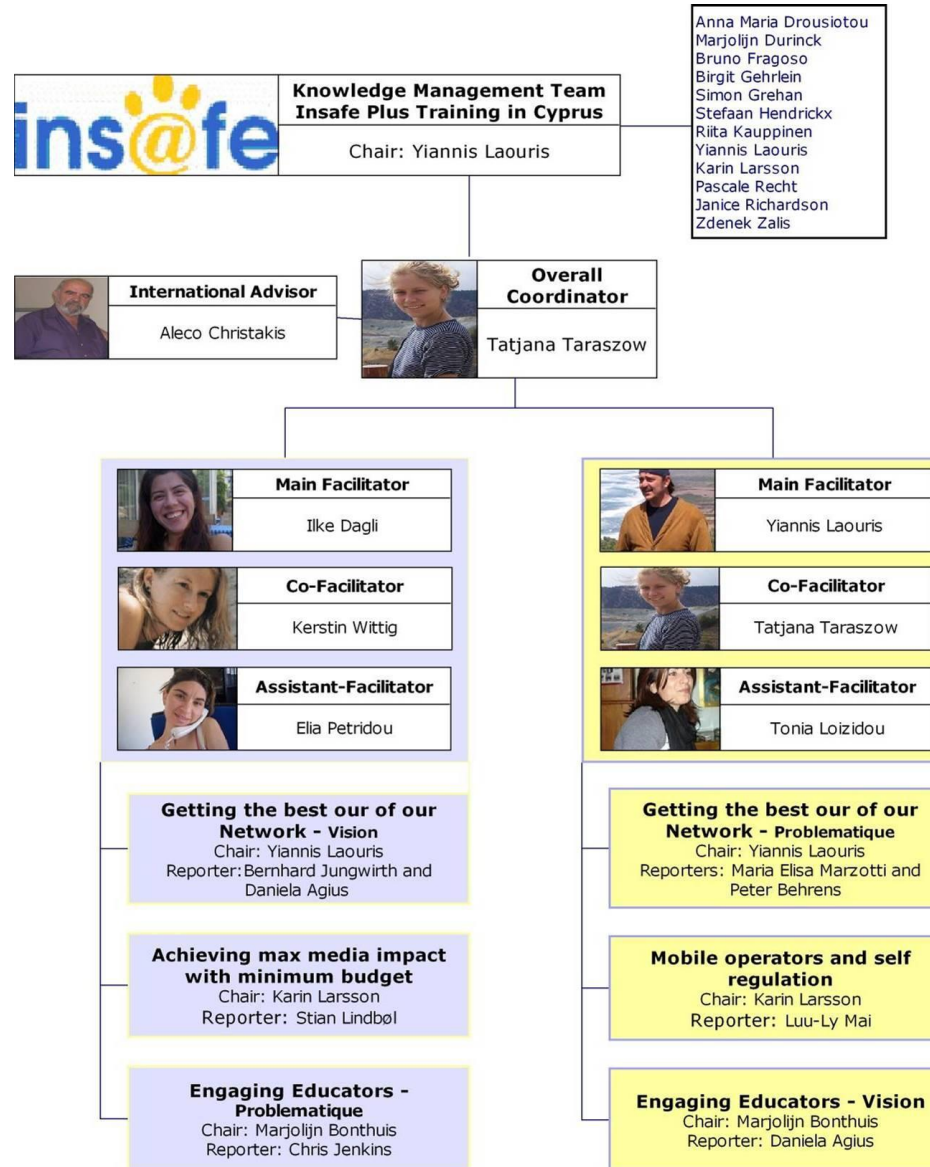 ins@fe
Knowledge Management Team
Insafe Plus Training in Cyprus
Chair: Yiannis Laouris
Anna Maria Drousiotou
Marjolijn Durinck
Bruno Fragoso
Birgit Gehrlein
Simon Grehan
Stefaan Hendrickx
Riita Kauppinen
Yiannis Laouris
Karin Larsson
Pascale Recht
Janice Richardson
Zdenek Zalis
International Advisor
Aleco Christakis
Overall
Coordinator
Tatjana Taraszow
Main Facilitator
Ilke Dagli
Co-Facilitator
Kerstin Wittig
Assistant-Facilitator
Elia Petridou
Getting the best our of our
Network - Vision
Chair: Yiannis Laouris
Reporter:Bernhard Jungwirth and
Daniela Agius
Achieving max media impact
with minimum budget
Chair: Karin Larsson
Reporter: Stian Lindbøl
Engaging Educators -
Problematique
Chair: Marjolijn Bonthuis
Reporter: Chris Jenkins
Main Facilitator
Yiannis Laouris
Co-Facilitator
Tatjana Taraszow
Assistant-Facilitator
Tonia Loizidou
Getting the best our of our
Network - Problematique
Chair: Yiannis Laouris
Reporters: Maria Elisa Marzotti and
Peter Behrens
Mobile operators and self
regulation
Chair: Karin Larsson
Reporter: Luu-Ly Mai
Engaging Educators - Vision
Chair: Marjolijn Bonthuis
Reporter: Daniela Agius